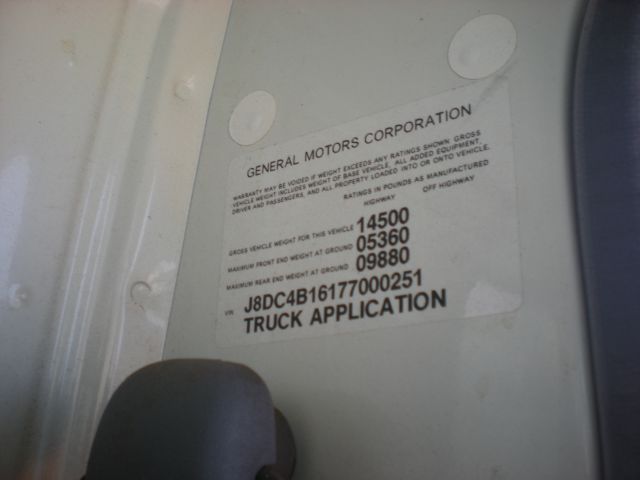 GENERAL MOTORS CORPORATION
WARRANTY MAY BE VOIDED IF WEIGHT EXCEEDS ANY RATINGS SHOWN. GROSS
VEHICLE WEIGHT INCLUDES WEIGHT OF BASE VEHICLE, ALL ADDED EQUIPMENT,
DRIVER AND PASSENGERS, AND ALL PROPERTY LOADED INTO OR ONTO VEHICLE.
RATINGS IN POUNDS AS MANUFACTURED
HIGHWAY OFF HIGHWAY
GROSS VEHICLE WEIGHT FOR THIS VEHICLE 14500
MAXIMUM FRONT END WEIGHT AT GROUND 05360
MAXIMUM REAR END WEIGHT AT GROUND 09880
VIN J8DC4B16177000251
TRUCK APPLICATION